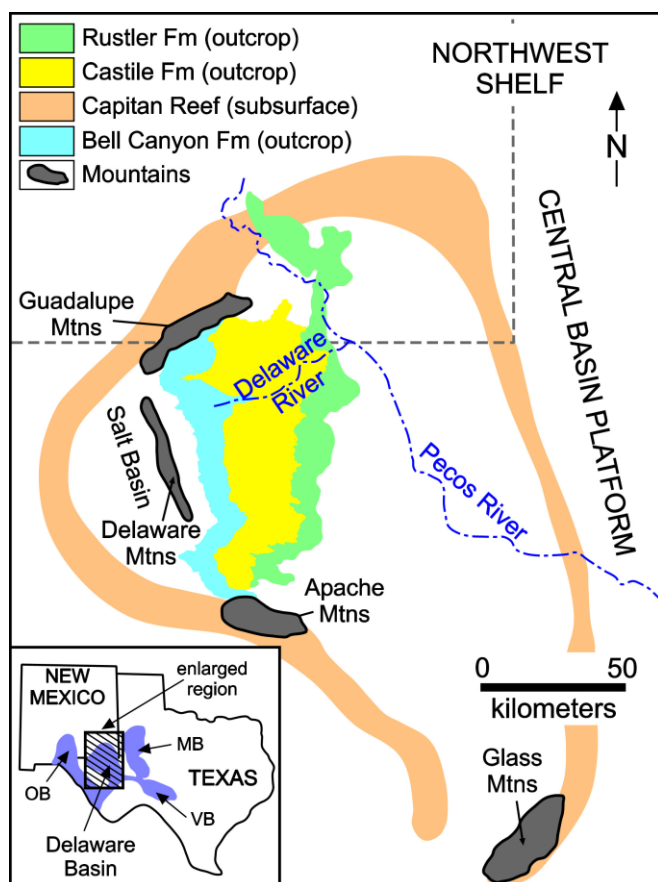 Rustler Fm (outcrop)
Castile Fm (outcrop)
Capitan Reef (subsurface)
Bell Canyon Fm (outcrop)
Mountains
NORTHWEST
SHELF
N
CENTRAL BASIN PLATFORM
Guadalupe
Mtns
Delaware
River
Salt Basin
Delaware
Mtns
Pecos River
Apache
Mtns
0 50
kilometers
Glass
Mtns
enlarged
region
NEW
MEXICO
MB
TEXAS
OB
VB
Delaware
Basin